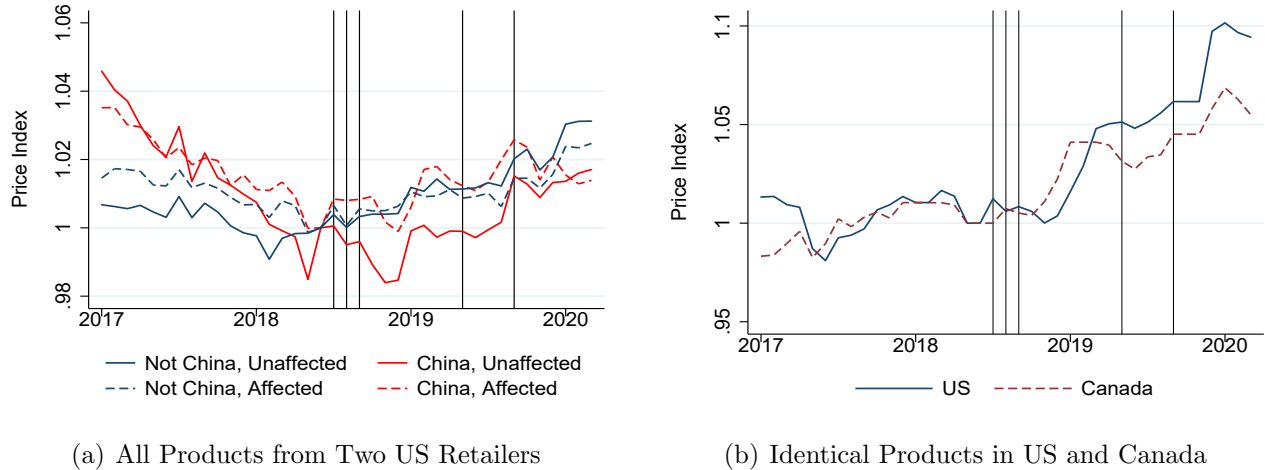 Price Index
1.06
1.04
1.02
1
.98
2017 2018 2019 2020
Not China, Unaffected China, Unaffected
Not China, Affected China, Affected
(a) All Products from Two US Retailers
Price Index
1.1
1.05
1
.95
2017 2018 2019 2020
US Canada
(b) Identical Products in US and Canada